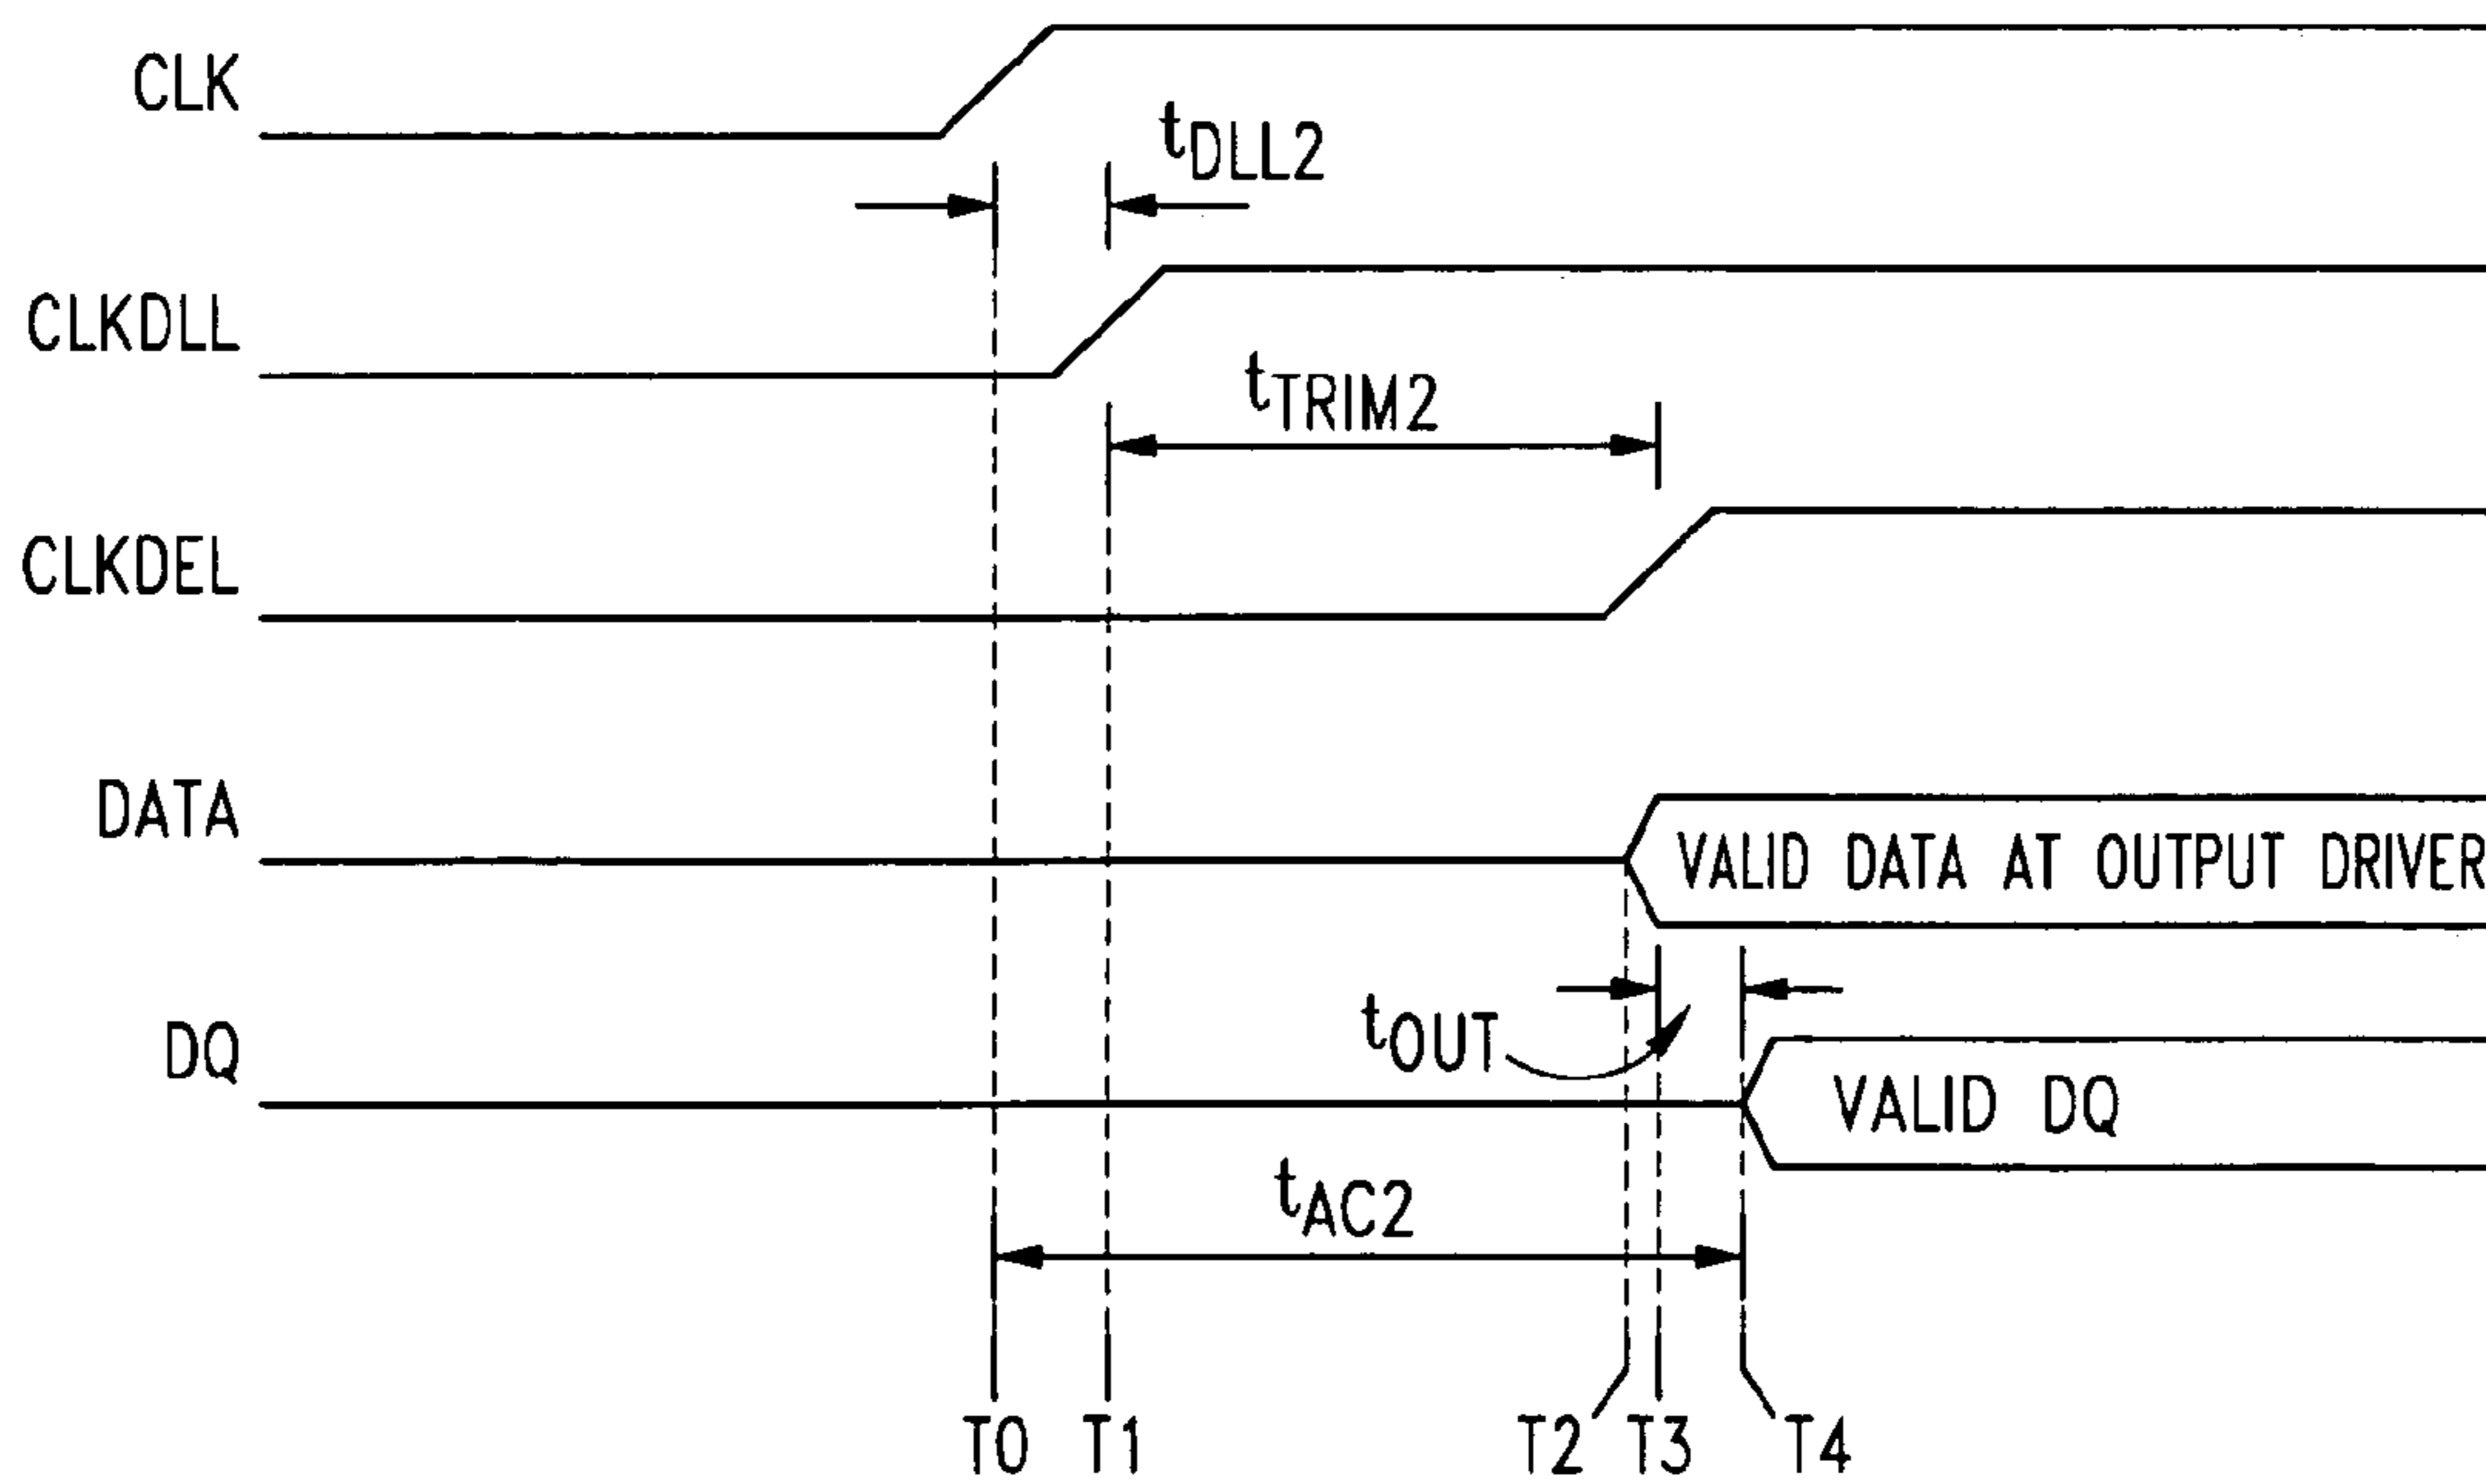 CLK
tDLL2
CLKDLL
tTRIM2
CLKDEL
DATA
VALID DATA AT OUTPUT DRIVER
tOUT
DQ
VALID DQ
tAC2
T0 T1 T2 T3 T4